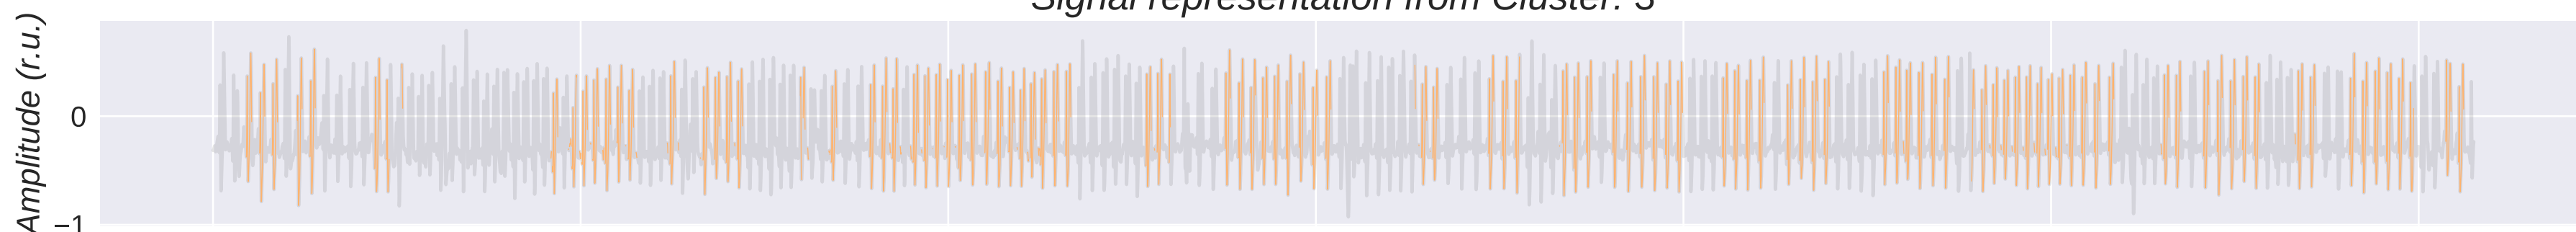 Signal representation from Cluster: 3
Amplitude (r.u.)
0
−1